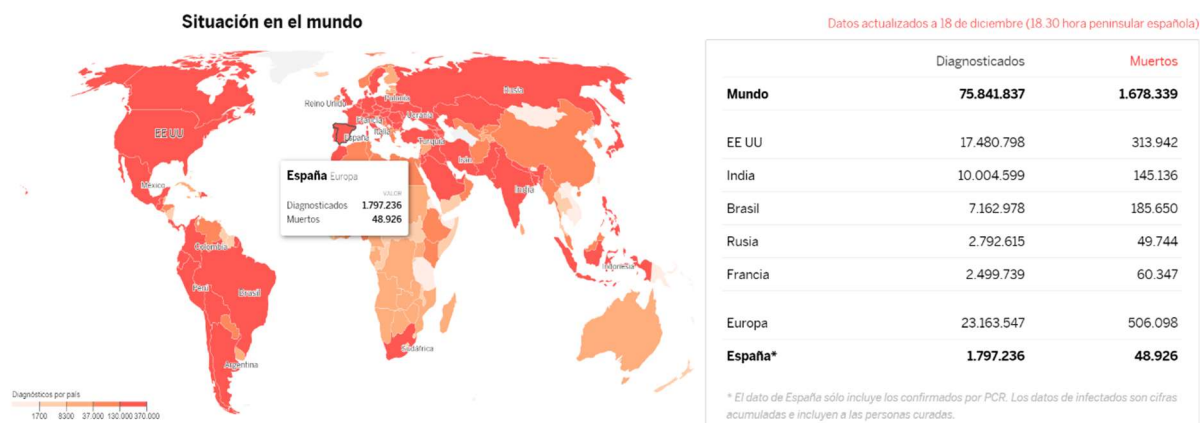 Situación en el mundo
Datos actualizados a 18 de diciembre (18.30 hora peninsular española)
Diagnosticados Muertos
Mundo 75.841.837 1.678.339
EE UU 17.480.798 313.942
India 10.004.599 145.136
Brasil 7.162.978 185.650
Rusia 2.792.615 49.744
Francia 2.499.739 60.347
Europa 23.163.547 506.098
España* 1.797.236 48.926
* El dato de España sólo incluye los confirmados por PCR. Los datos de infectados son cifras
acumuladas e incluyen a las personas curadas.
Rusia
Reino Unido
Polonia
Ucrania
Francia
Italia
España
Turquía
EE UU
Irán
España Europa
VALOR
Diagnosticados 1.797.236
Muertos 48.926
México
India
Colombia
Indonesia
Perú
Brasil
Sudáfrica
Argentina
Diagnósticos por país
1700 8300 37.000 130.000 370.000